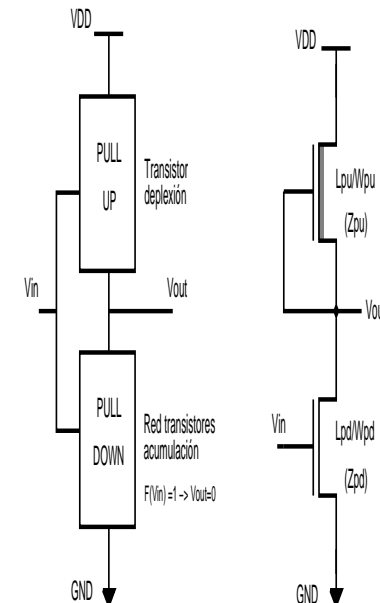 VDD
PULL
UP
Transistor
deplexión
Vin
Vout
PULL
DOWN
Red transistores
acumulación
F(Vin) =1 -> Vout=0
GND
VDD
Lpu/Wpu
(Zpu)
Vou
Vin
Lpd/Wpd
(Zpd)
GND